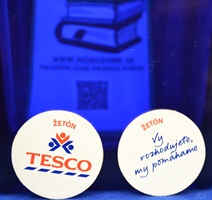 ŽETÓN
TESCO
ŽETÓN
Vy
rozhodujete,
my pomáhame.